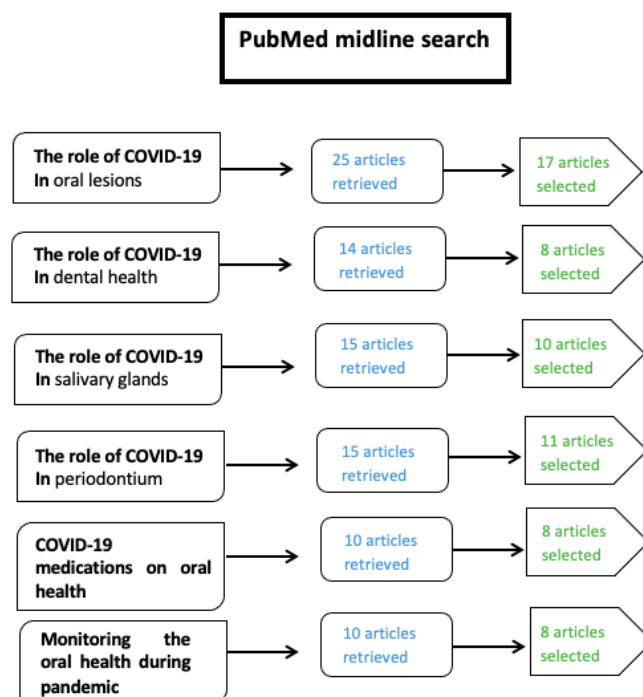 PubMed midline search
The role of COVID-19
In oral lesions
25 articles
retrieved
17 articles
selected
The role of COVID-19
In dental health
14 articles
retrieved
8 articles
selected
The role of COVID-19
In salivary glands
15 articles
retrieved
10 articles
selected
The role of COVID-19
In periodontium
15 articles
retrieved
11 articles
selected
COVID-19
medications on oral
health
10 articles
retrieved
8 articles
selected
Monitoring the
oral health during
pandemic
10 articles
retrieved
8 articles
selected